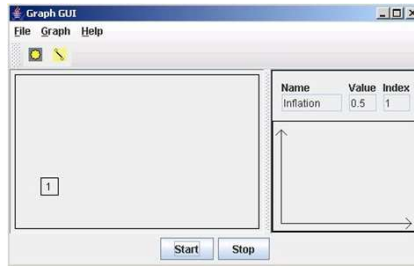 Graph GUI
File Graph Help
Name Value Index
Inflation 0.5 1
1
Start Stop